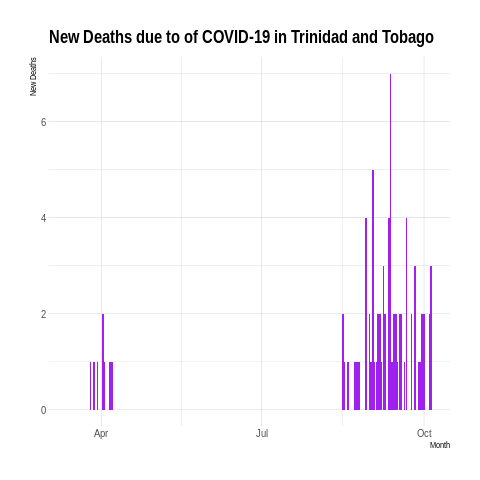 New Deaths due to of COVID-19 in Trinidad and Tobago
New Deaths
6
4
2
0
Apr
Jul
Oct
Month